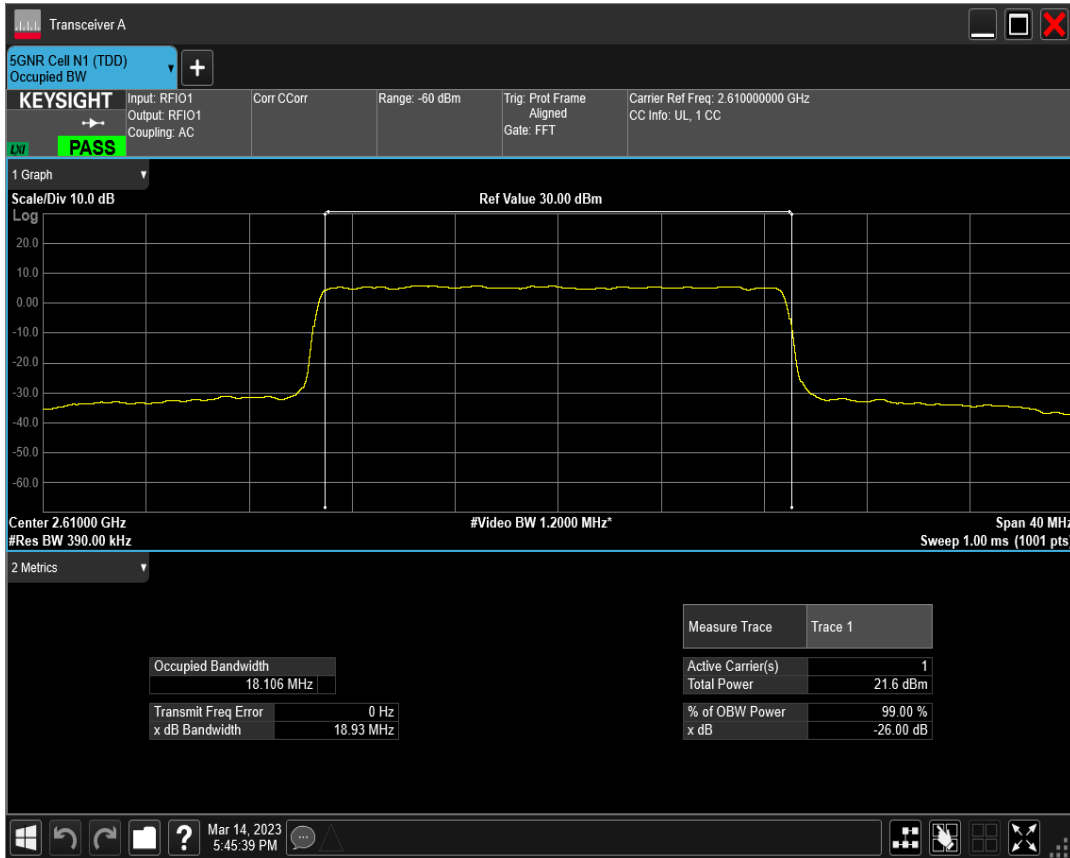 Transceiver A
5GNR Cell N1 (TDD)
Occupied BW
+
KEYSIGHT
LXI
PASS
Input: RFIO1
Output: RFIO1
Coupling: AC
Corr CCorr
Range: -60 dBm
Trig: Prot Frame
Aligned
Gate: FFT
Carrier Ref Freq: 2.610000000 GHz
CC Info: UL, 1 CC
1 Graph
Scale/Div 10.0 dB
Ref Value 30.00 dBm
Log
20.0
10.0
0.00
-10.0
-20.0
-30.0
-40.0
-50.0
-60.0
Center 2.61000 GHz
#Video BW 1.2000 MHz*
Span 40 MHz
#Res BW 390.00 kHz
Sweep 1.00 ms (1001 pts)
2 Metrics
Measure Trace Trace 1
Occupied Bandwidth
18.106 MHz
Active Carrier(s) 1
Total Power 21.6 dBm
Transmit Freq Error 0 Hz
x dB Bandwidth 18.93 MHz
% of OBW Power 99.00 %
x dB -26.00 dB
?
Mar 14, 2023
5:45:39 PM